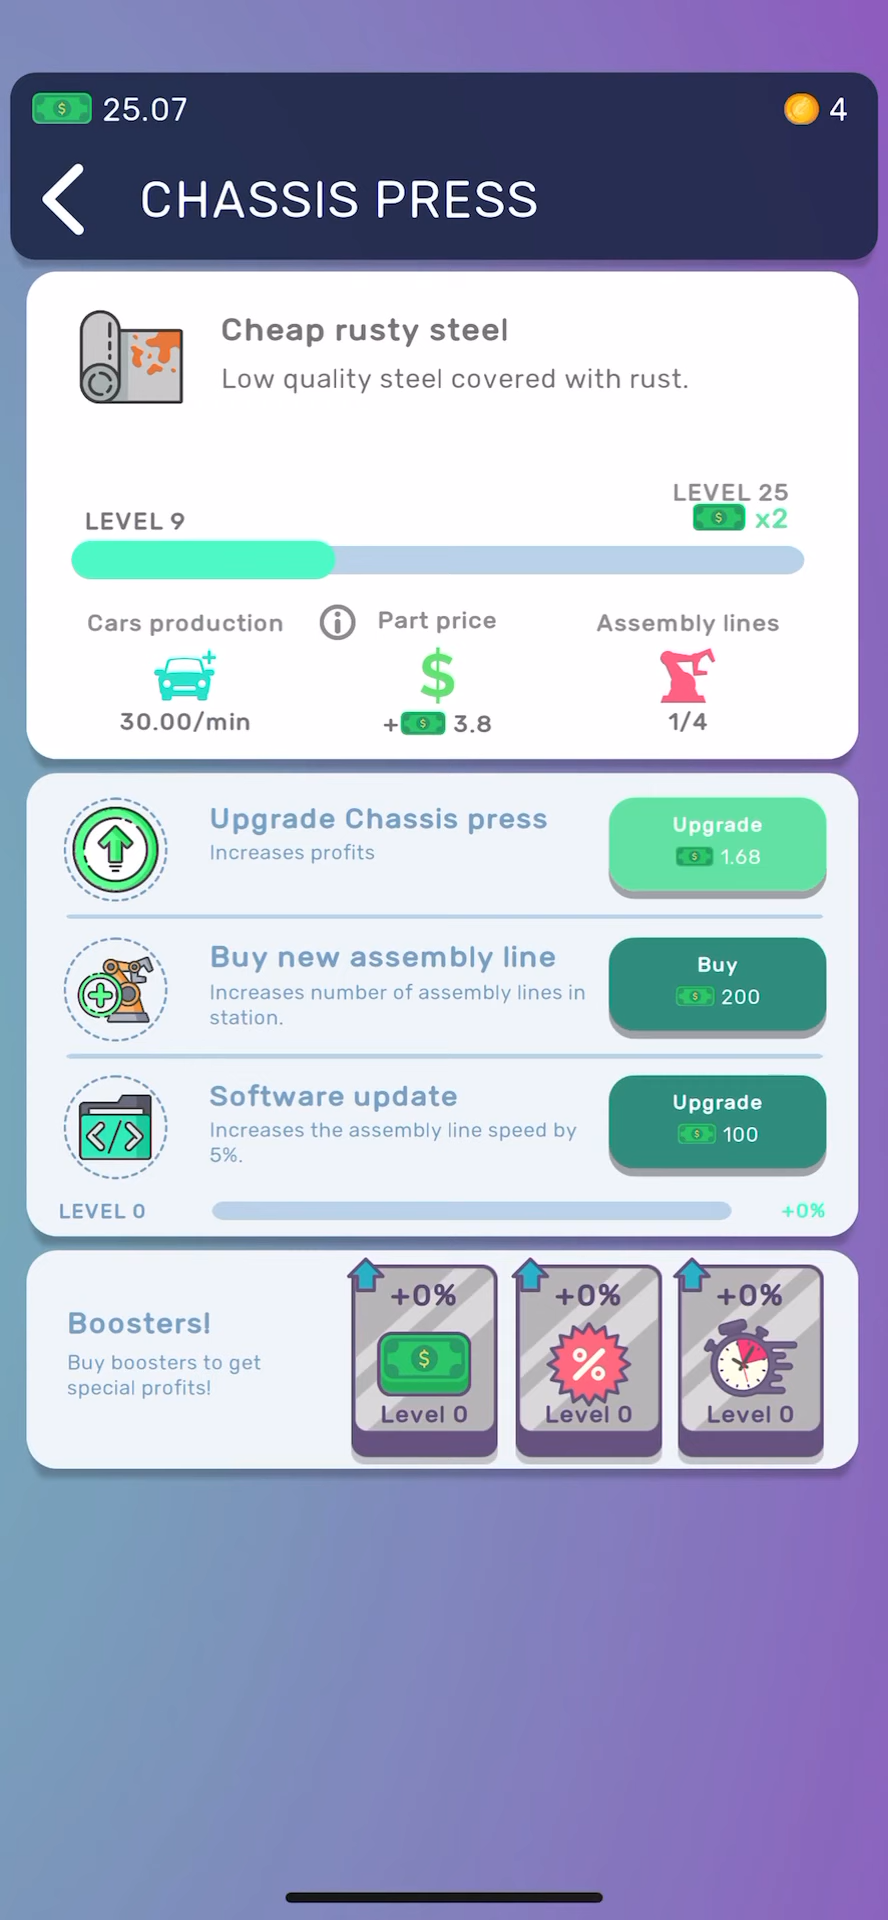 25.07
4
CHASSIS PRESS
Cheap rusty steel
Low quality steel covered with rust.
LEVEL 9
LEVEL 25
x2
Cars production
Part price
Assembly lines
30.00/min
+ 3.8
1/4
Upgrade Chassis press
Increases profits
Upgrade
1.68
Buy new assembly line
Increases number of assembly lines in
station.
Buy
200
Software update
Increases the assembly line speed by
5%.
Upgrade
100
LEVEL 0
+0%
Boosters!
Buy boosters to get
special profits!
+0%
Level 0
+0%
Level 0
+0%
Level 0